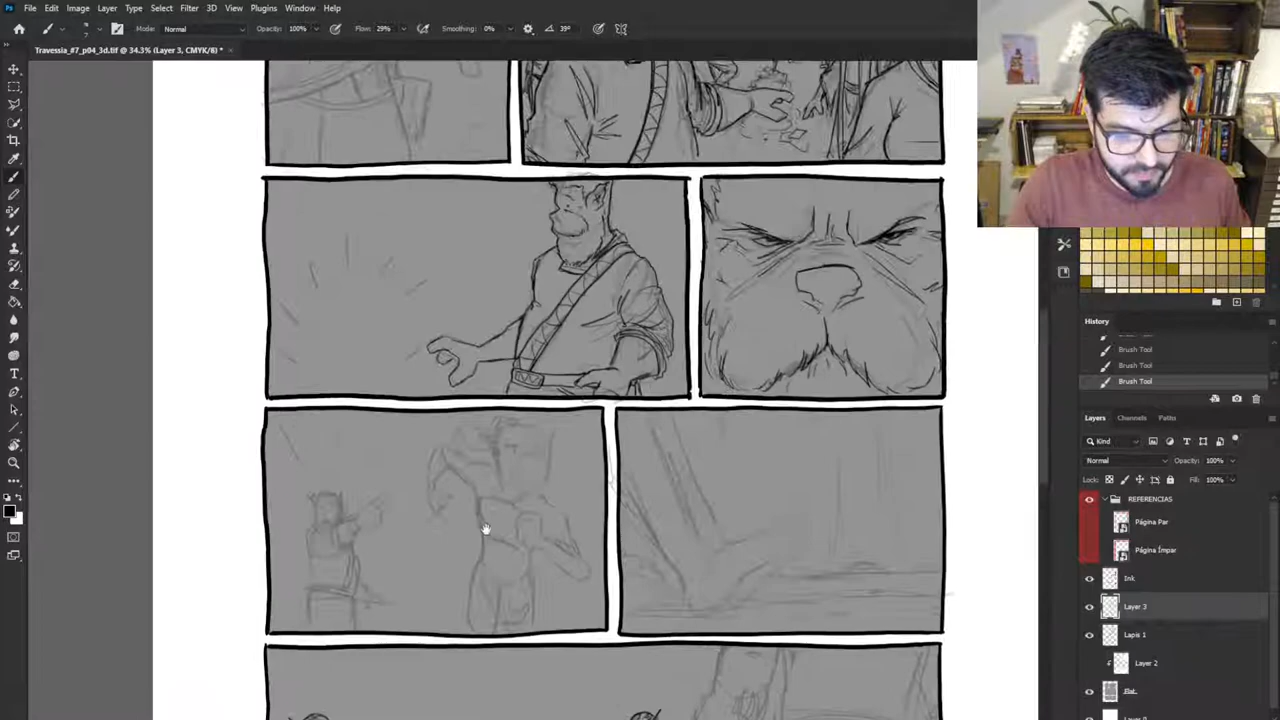 File Edit Image Layer Type Select Filter 3D View Plugins Window Help
Mode: Normal Opacity: 100% Flow: 29% Smoothing: 0% 39°
Travessia_#7_p04_3d.tif @ 34.3% (Layer 3, CMYK/8) *
History
Brush Tool
Brush Tool
Brush Tool
Layers Channels Paths
Kind
Normal Opacity: 100%
Lock: Fill: 100%
REFERENCIAS
Página Par
Página Ímpar
Ink
Layer 3
Lapis 1
Layer 2